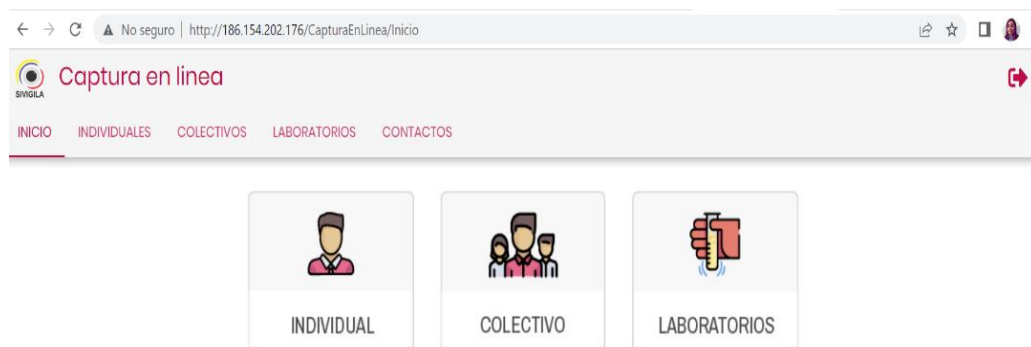 No seguro | http://186.154.202.176/CapturaEnLinea/Inicio
SIVIGILA
Captura en linea
INICIO INDIVIDUALES COLECTIVOS LABORATORIOS CONTACTOS
INDIVIDUAL COLECTIVO LABORATORIOS